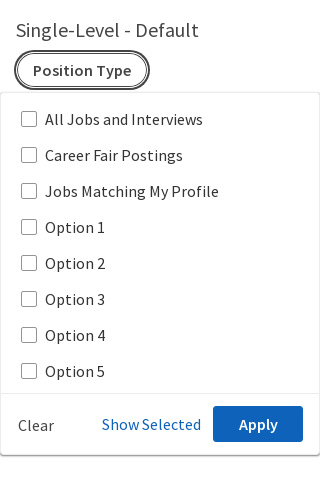 Single-Level - Default
Position Type
All Jobs and Interviews
Career Fair Postings
Jobs Matching My Profile
Option 1
Option 2
Option 3
Option 4
Option 5
Clear Show Selected Apply